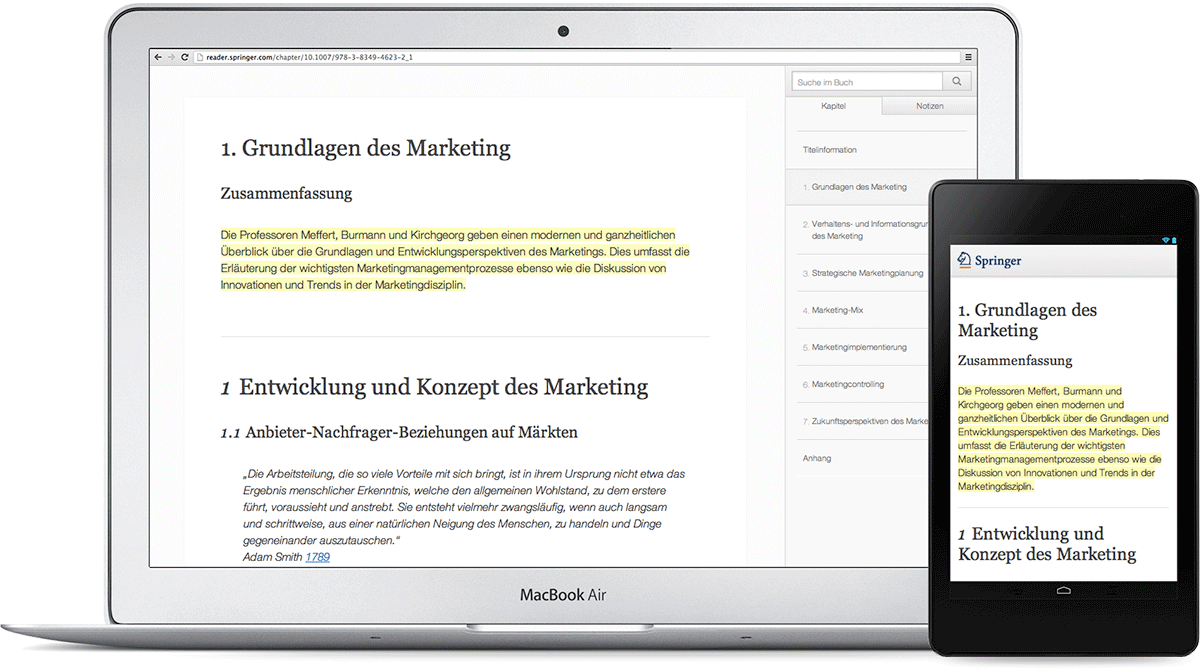 reader.springer.com/chapter/10.1007/978-3-8349-4623-2_1
1. Grundlagen des Marketing
Zusammenfassung
Die Professoren Meffert, Burmann und Kirchgeorg geben einen modernen und ganzheitlichen
Überblick über die Grundlagen und Entwicklungsperspektiven des Marketings. Dies umfasst die
Erläuterung der wichtigsten Marketingmanagementprozesse ebenso wie die Diskussion von
Innovationen und Trends in der Marketingdisziplin.
1 Entwicklung und Konzept des Marketing
1.1 Anbieter-Nachfrager-Beziehungen auf Märkten
„Die Arbeitsteilung, die so viele Vorteile mit sich bringt, ist in ihrem Ursprung nicht etwa das
Ergebnis menschlicher Erkenntnis, welche den allgemeinen Wohlstand, zu dem erstere
führt, voraussieht und anstrebt. Sie entsteht vielmehr zwangsläufig, wenn auch langsam
und schrittweise, aus einer natürlichen Neigung des Menschen, zu handeln und Dinge
gegeneinander auszutauschen.“
Adam Smith 1789
Suche im Buch
Kapitel Notizen
Titelinformation
1. Grundlagen des Marketing
2. Verhaltens- und Informationsgrun
des Marketing
3. Strategische Marketingplanung
4. Marketing-Mix
5. Marketingimplementierung
6. Marketingcontrolling
7. Zukunftsperspektiven des Marke
Anhang
MacBook Air
Springer
1. Grundlagen des
Marketing
Zusammenfassung
Die Professoren Meffert, Burmann und
Kirchgeorg geben einen modernen und
ganzheitlichen Überblick über die Grundlagen und
Entwicklungsperspektiven des Marketings. Dies
umfasst die Erläuterung der wichtigsten
Marketingmanagementprozesse ebenso wie die
Diskussion von Innovationen und Trends in der
Marketingdisziplin.
1 Entwicklung und
Konzept des Marketing